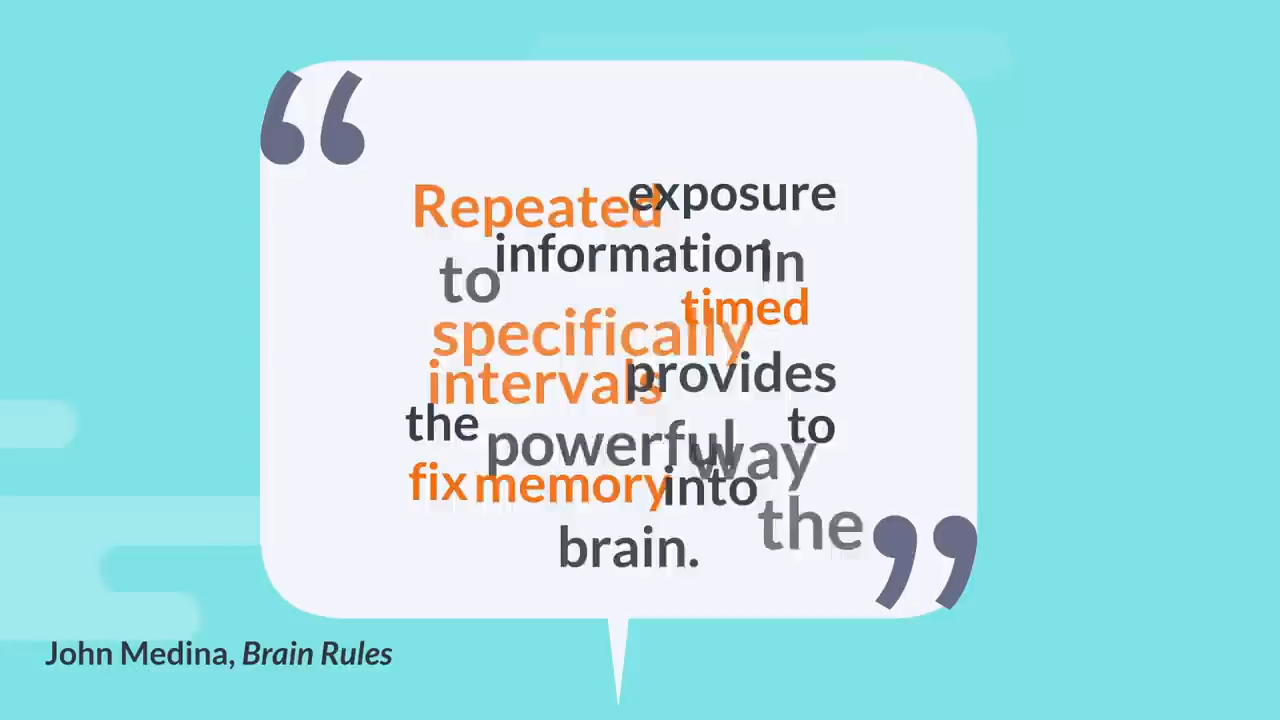 “
Repeated exposure
to information in
specifically timed
intervals provides
the powerful way to
fix memory into the
brain.
”
John Medina, Brain Rules